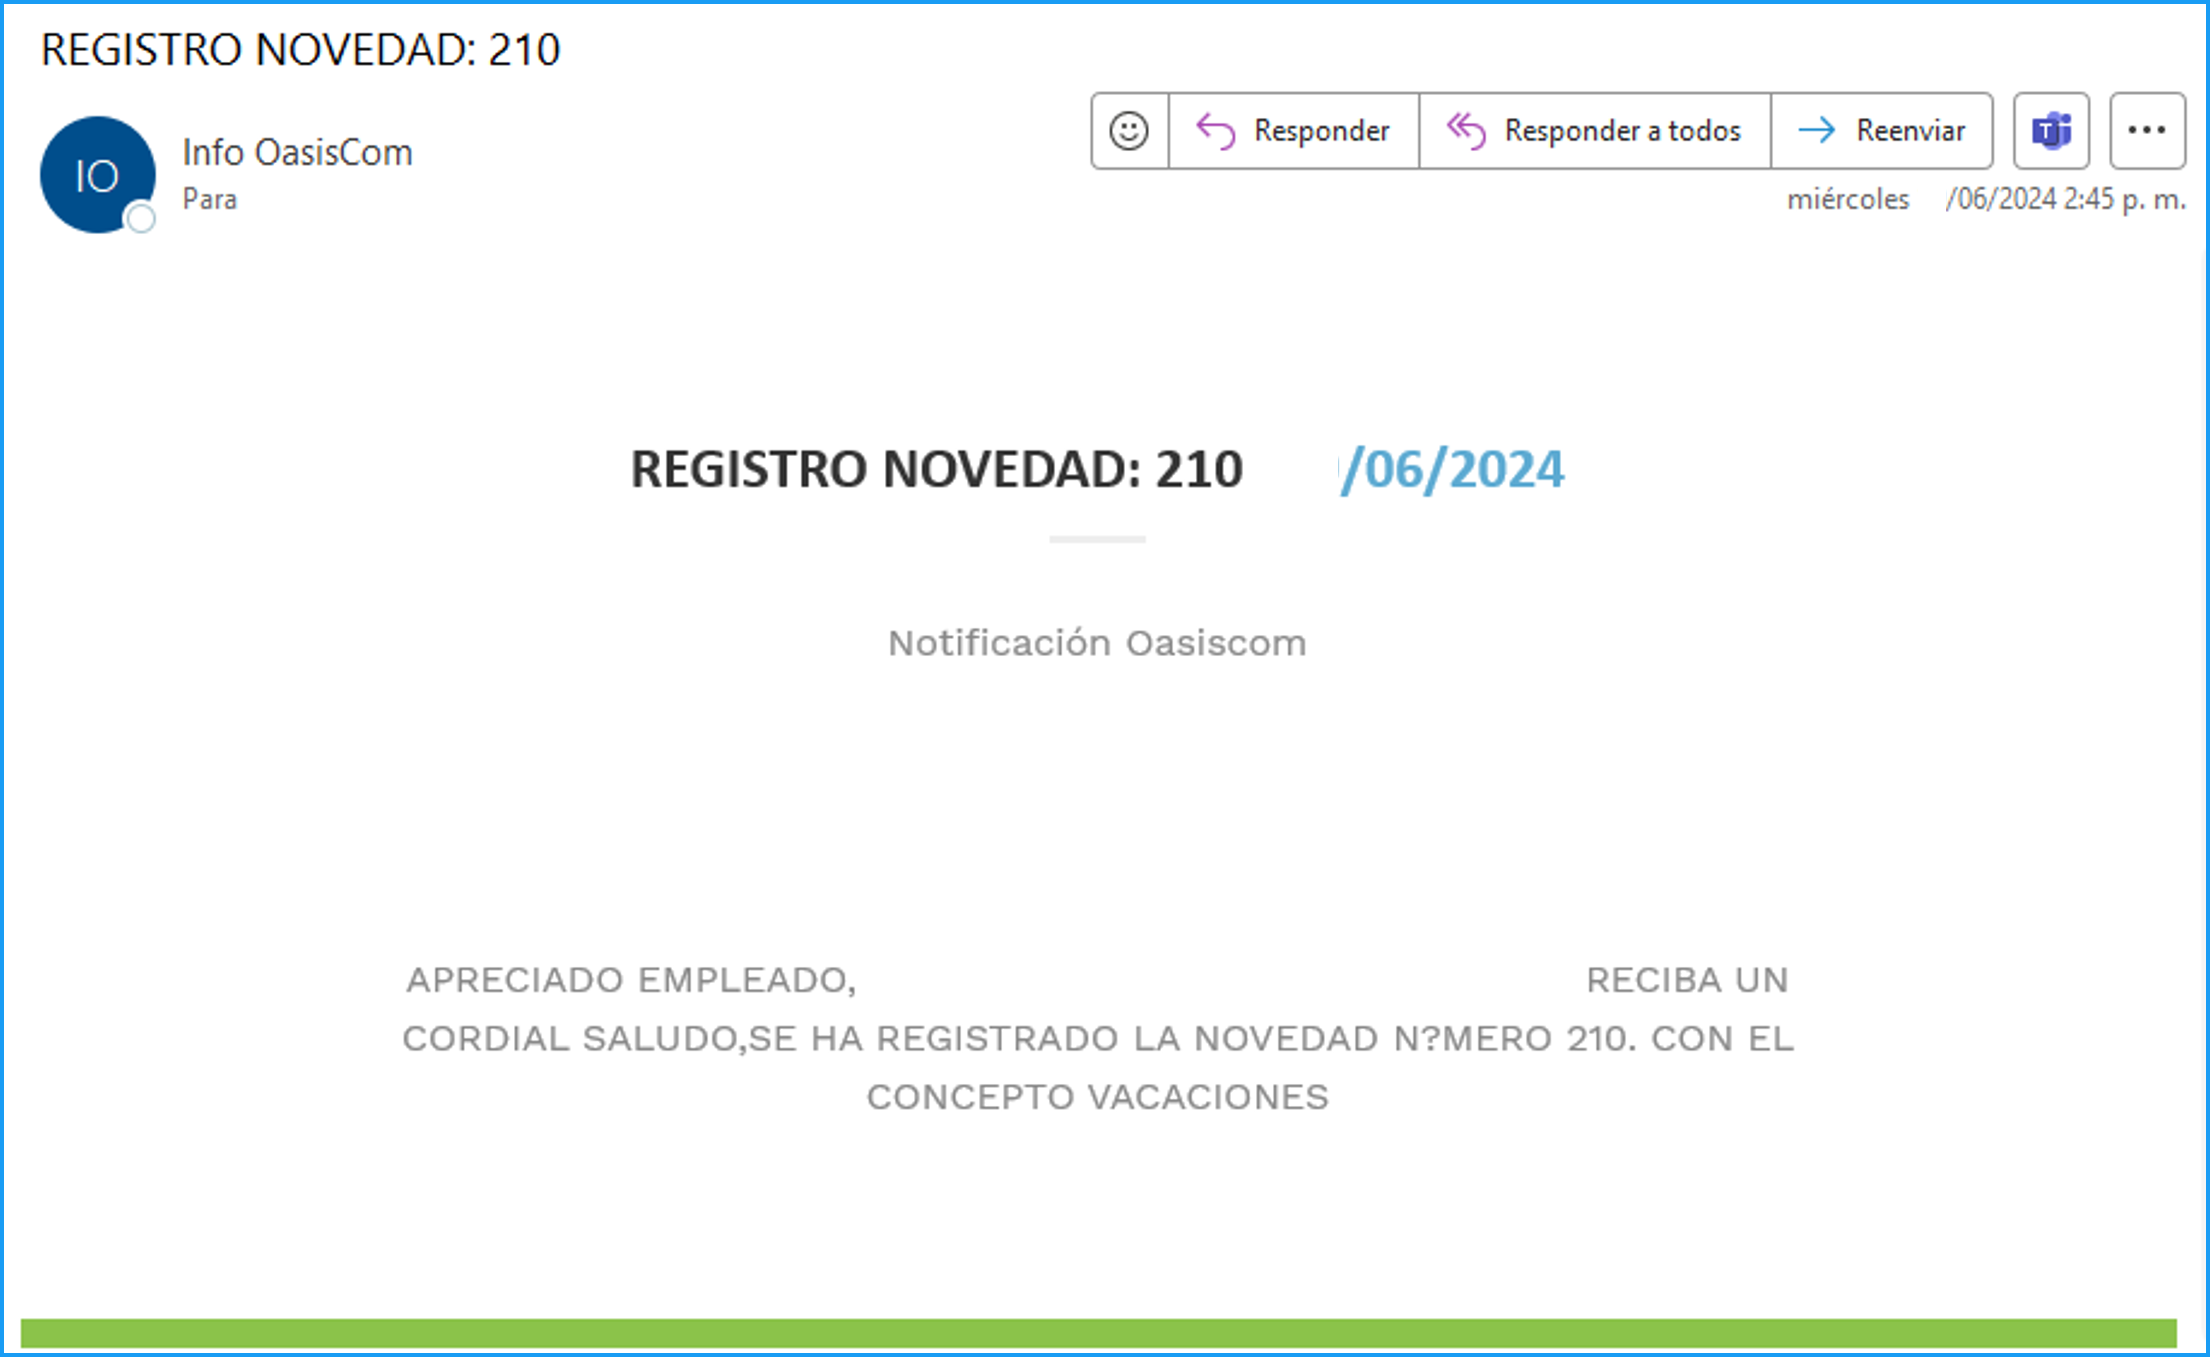 REGISTRO NOVEDAD: 210
Responder
Responder a todos
Reenviar
IO
Info OasisCom
Para
miércoles /06/2024 2:45 p. m.
REGISTRO NOVEDAD: 210 /06/2024
Notificación Oasiscom
APRECIADO EMPLEADO, RECIBA UN
CORDIAL SALUDO,SE HA REGISTRADO LA NOVEDAD N?MERO 210. CON EL
CONCEPTO VACACIONES